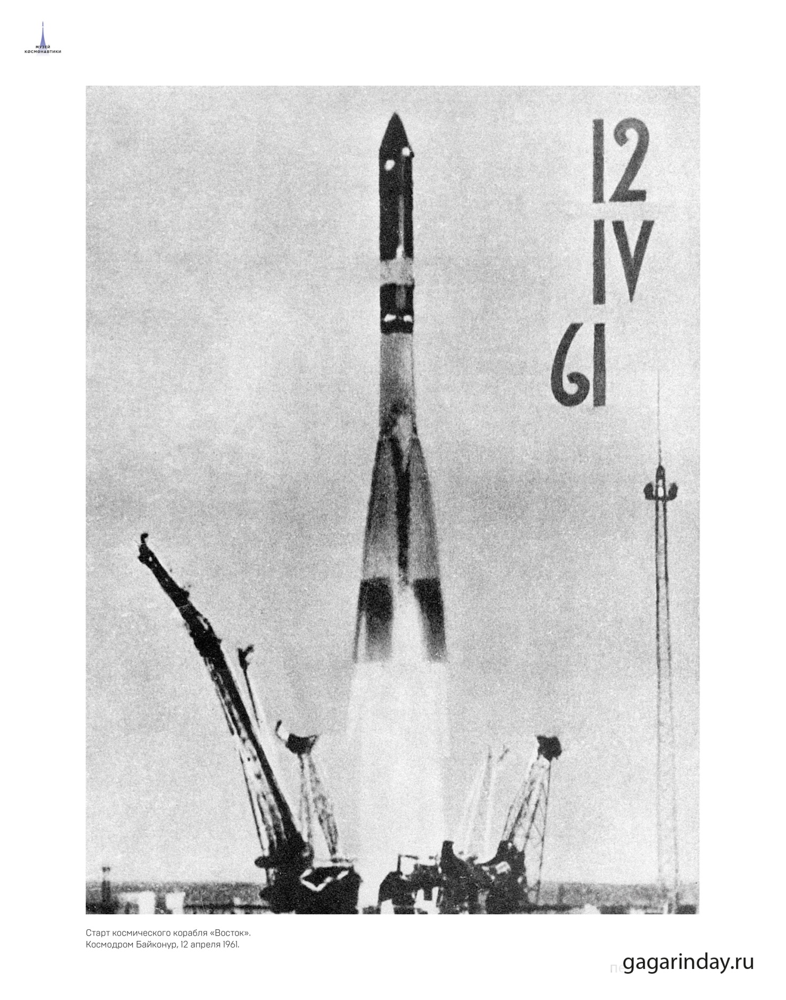 МУЗЕЙ
КОСМОНАВТИКИ
12
IV
61
Старт космического корабля «Восток».
Космодром Байконур, 12 апреля 1961.
gagarinday.ru